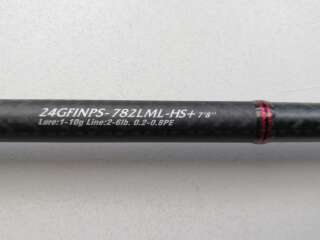 24GFINPS-782LML-HS+ 7'8"
Lure:1-10g Line:2-6lb. 0.2-0.8PE